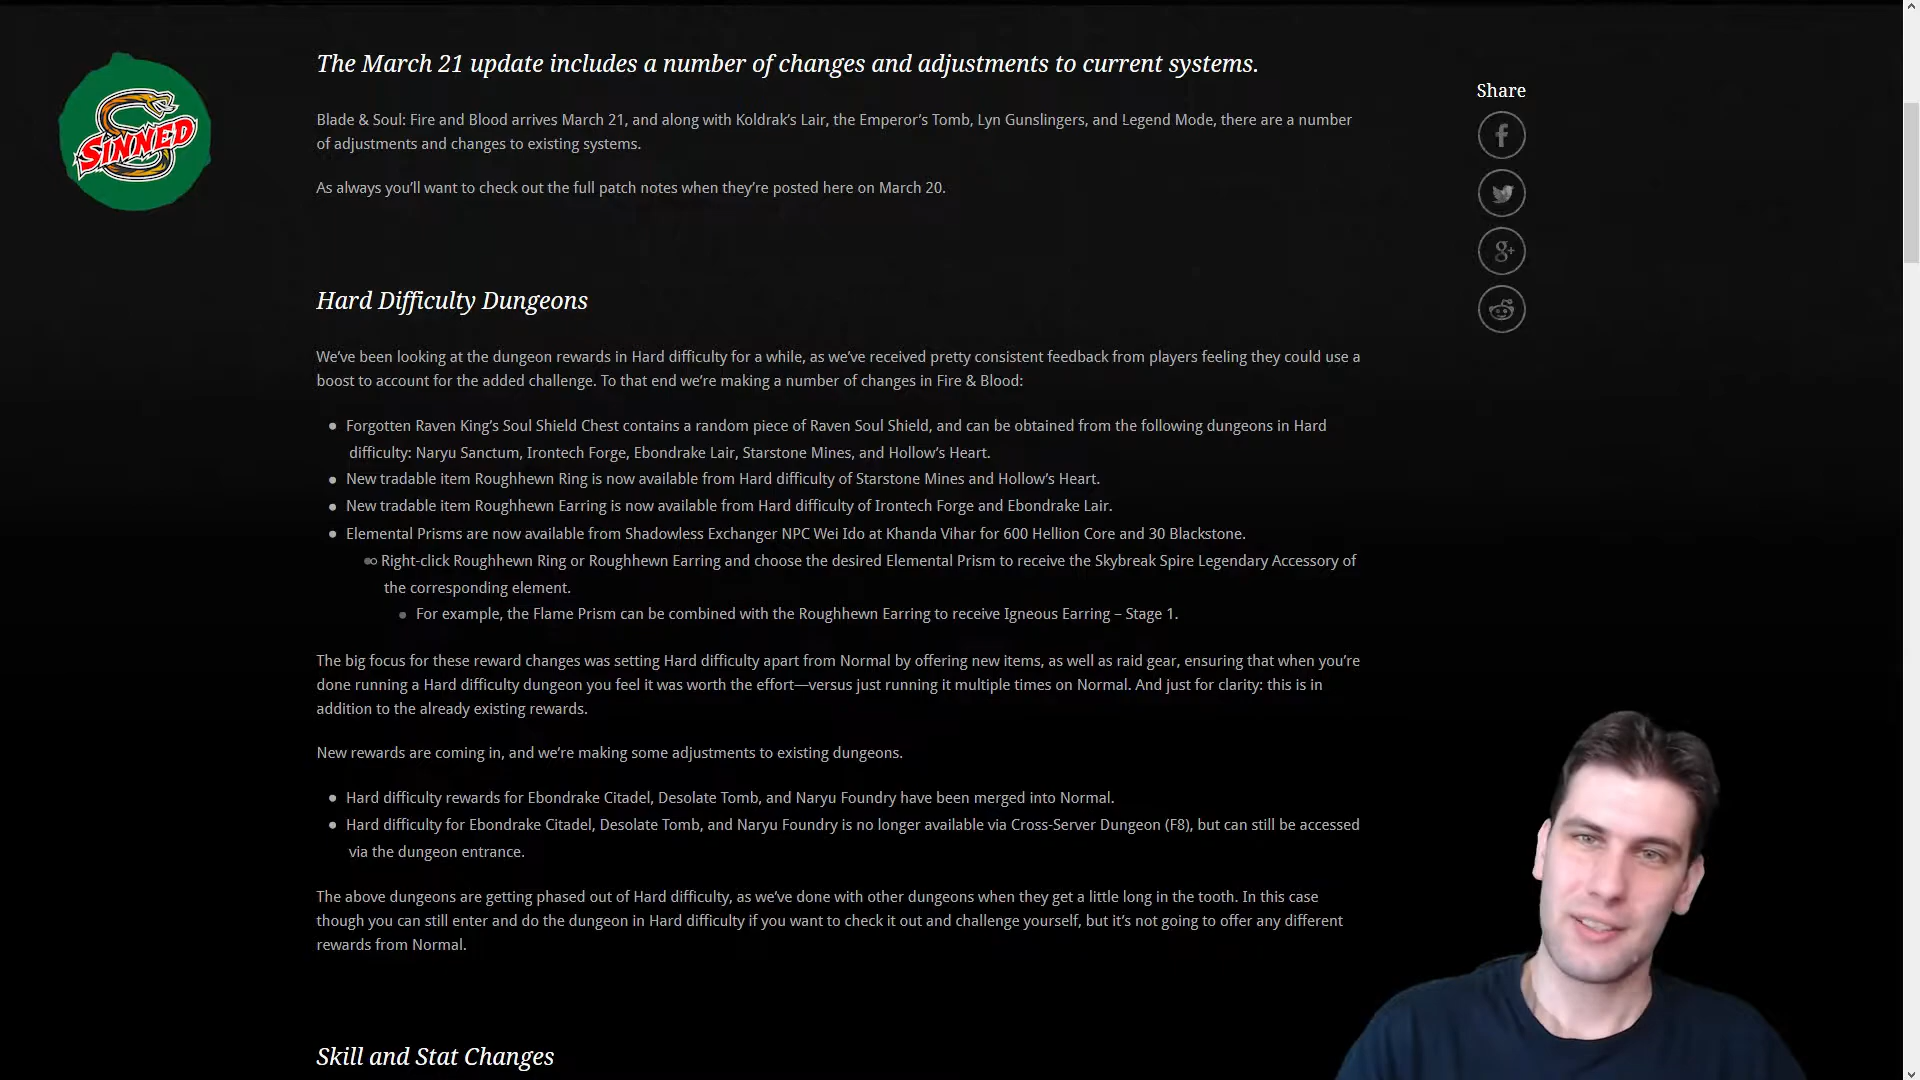 The March 21 update includes a number of changes and adjustments to current systems.
SINNED
Share
Blade & Soul: Fire and Blood arrives March 21, and along with Koldrak's Lair, the Emperor's Tomb, Lyn Gunslingers, and Legend Mode, there are a number
of adjustments and changes to existing systems.
As always you'll want to check out the full patch notes when they're posted here on March 20.
Hard Difficulty Dungeons
We've been looking at the dungeon rewards in Hard difficulty for a while, as we've received pretty consistent feedback from players feeling they could use a
boost to account for the added challenge. To that end we're making a number of changes in Fire & Blood:
Forgotten Raven King's Soul Shield Chest contains a random piece of Raven Soul Shield, and can be obtained from the following dungeons in Hard
difficulty: Naryu Sanctum, Irontech Forge, Ebondrake Lair, Starstone Mines, and Hollow's Heart.
New tradable item Roughhewn Ring is now available from Hard difficulty of Starstone Mines and Hollow's Heart.
New tradable item Roughhewn Earring is now available from Hard difficulty of Irontech Forge and Ebondrake Lair.
Elemental Prisms are now available from Shadowless Exchanger NPC Wei Ido at Khanda Vihar for 600 Hellion Core and 30 Blackstone.
Right-click Roughhewn Ring or Roughhewn Earring and choose the desired Elemental Prism to receive the Skybreak Spire Legendary Accessory of
the corresponding element.
For example, the Flame Prism can be combined with the Roughhewn Earring to receive Igneous Earring – Stage 1.
The big focus for these reward changes was setting Hard difficulty apart from Normal by offering new items, as well as raid gear, ensuring that when you're
done running a Hard difficulty dungeon you feel it was worth the effort—versus just running it multiple times on Normal. And just for clarity: this is in
addition to the already existing rewards.
New rewards are coming in, and we're making some adjustments to existing dungeons.
Hard difficulty rewards for Ebondrake Citadel, Desolate Tomb, and Naryu Foundry have been merged into Normal.
Hard difficulty for Ebondrake Citadel, Desolate Tomb, and Naryu Foundry is no longer available via Cross-Server Dungeon (F8), but can still be accessed
via the dungeon entrance.
The above dungeons are getting phased out of Hard difficulty, as we've done with other dungeons when they get a little long in the tooth. In this case
though you can still enter and do the dungeon in Hard difficulty if you want to check it out and challenge yourself, but it's not going to offer any different
rewards from Normal.
Skill and Stat Changes